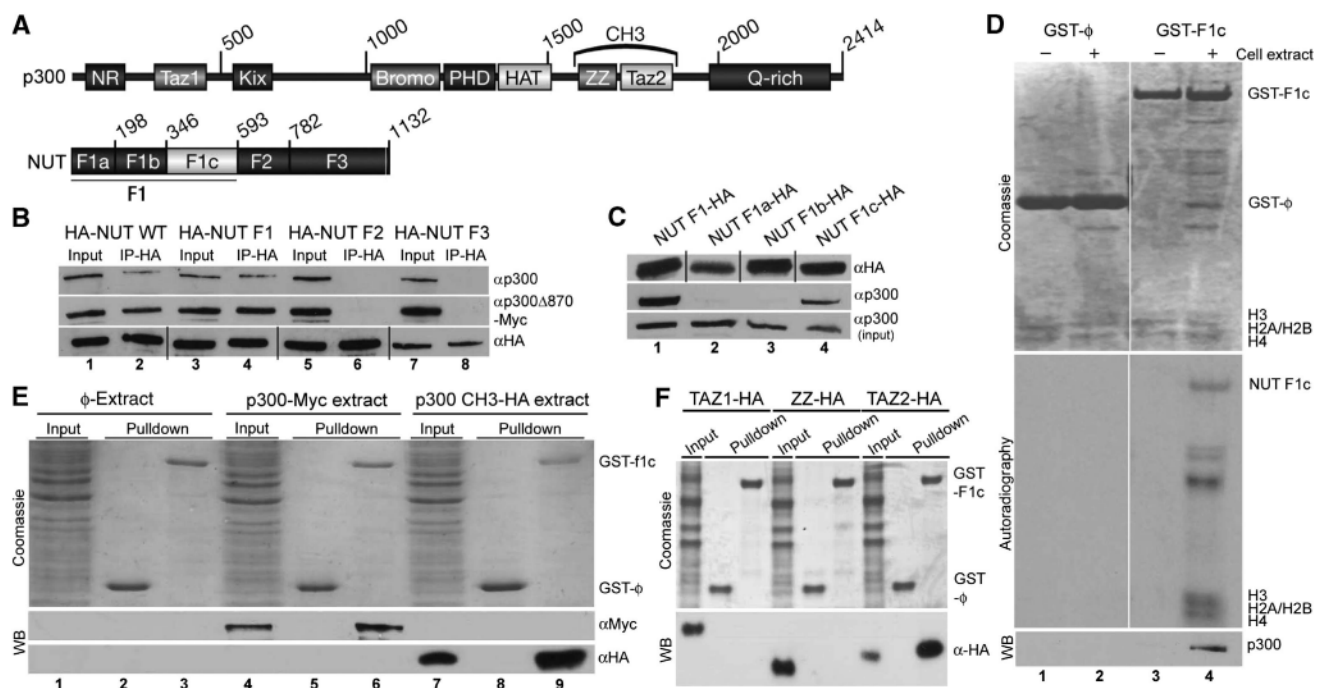 A
500
1000
1500
CH3
2000
2414
p300
NR
Taz1
Kix
Bromo
PHD
HAT
ZZ
Taz2
Q-rich
198
346
593
782
1132
NUT
F1a
F1b
F1c
F2
F3
F1
B
HA-NUT WT
HA-NUT F1
HA-NUT F2
HA-NUT F3
Input
IP-HA
Input
IP-HA
Input
IP-HA
Input
IP-HA
αp300
αp300Δ870
-Myc
αHA
1 2 3 4 5 6 7 8
C
NUT F1-HA
NUT F1a-HA
NUT F1b-HA
NUT F1c-HA
αHA
αp300
αp300
(input)
1 2 3 4
D
GST-ϕ
GST-F1c
– + – + Cell extract
GST-F1c
GST-ϕ
H3
H2A/H2B
H4
Coomassie
NUT F1c
H3
H2A/H2B
H4
Autoradiography
p300
WB
1 2 3 4
E
ϕ-Extract
p300-Myc extract
p300 CH3-HA extract
Input
Pulldown
Input
Pulldown
Input
Pulldown
GST-f1c
GST-ϕ
Coomassie
αMyc
αHA
WB
1 2 3 4 5 6 7 8 9
F
TAZ1-HA
ZZ-HA
TAZ2-HA
Input
Pulldown
Input
Pulldown
Input
Pulldown
GST
-F1c
GST
-ϕ
Coomassie
α-HA
WB